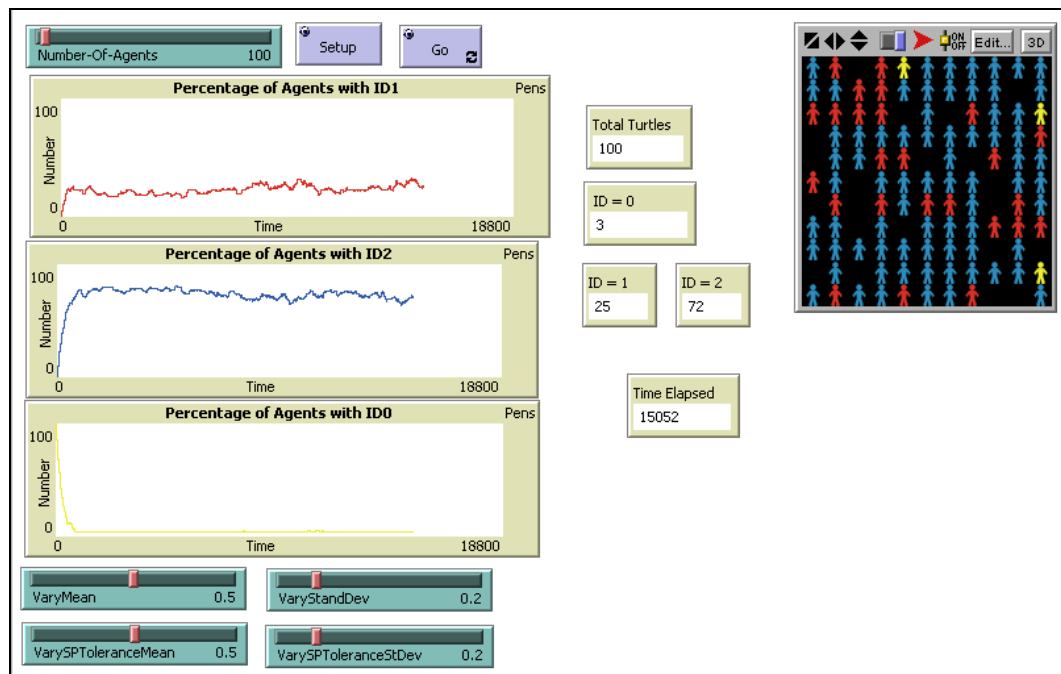 Number-Of-Agents 100
Setup
Go
ON
OFF
Edit...
3D
Percentage of Agents with ID1
Pens
100
Number
0
0
Time
18800
Total Turtles
100
ID = 0
3
Percentage of Agents with ID2
Pens
100
Number
0
0
Time
18800
ID = 1
25
ID = 2
72
Time Elapsed
15052
Percentage of Agents with ID0
Pens
100
Number
0
0
Time
18800
VaryMean 0.5
VaryStandDev 0.2
VarySPToleranceMean 0.5
VarySPToleranceStDev 0.2